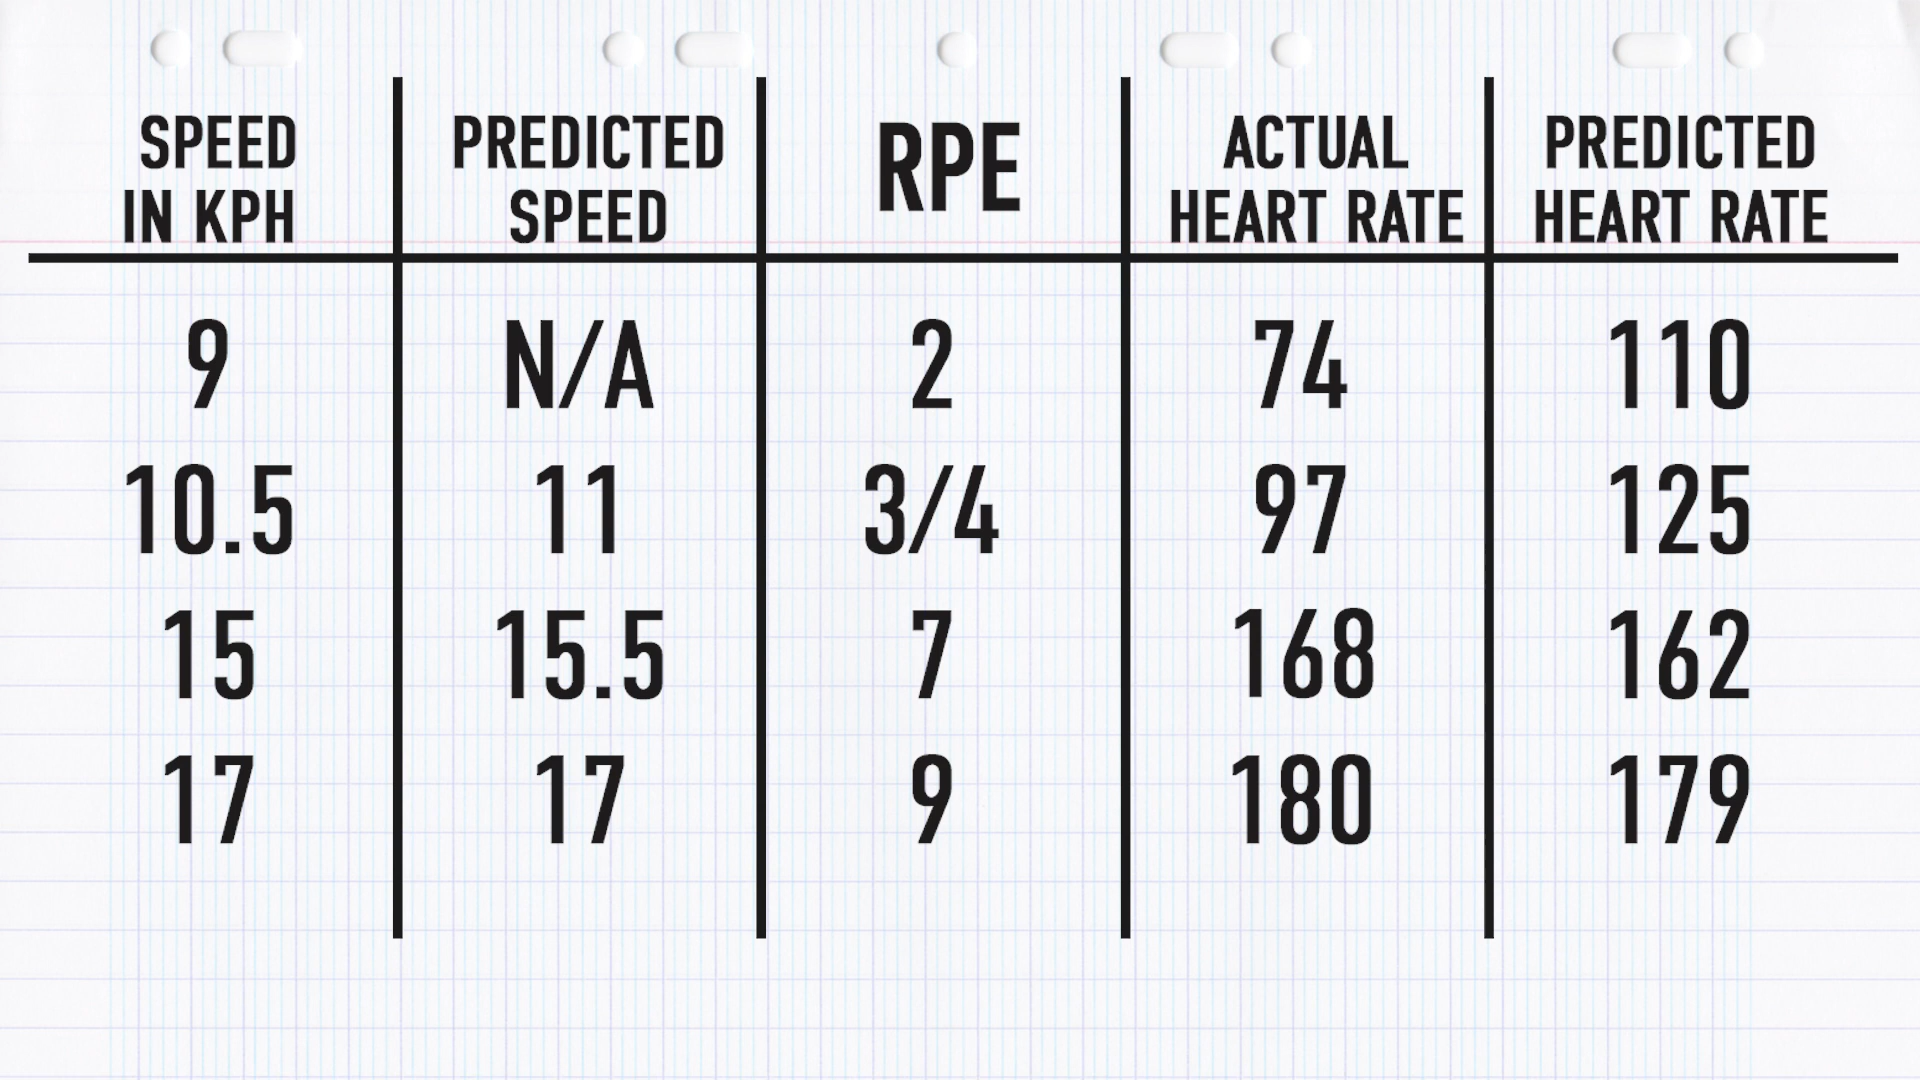 SPEED
IN KPH
PREDICTED
SPEED
RPE
ACTUAL
HEART RATE
PREDICTED
HEART RATE
9 N/A 2 74 110
10.5 11 3/4 97 125
15 15.5 7 168 162
17 17 9 180 179